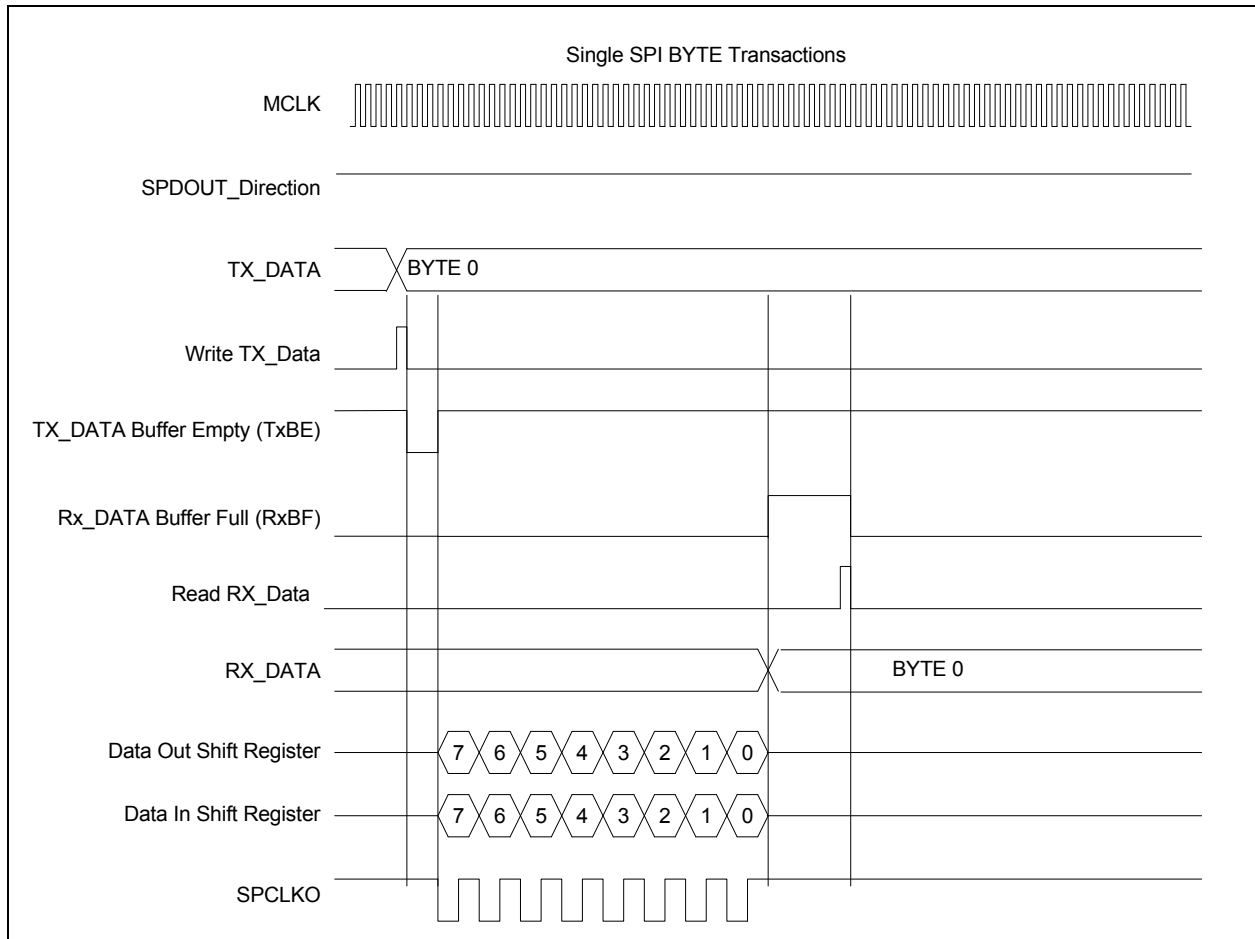 Single SPI BYTE Transactions
MCLK
SPDOUT_Direction
TX_DATA
BYTE 0
Write TX_Data
TX_DATA Buffer Empty (TxBE)
Rx_DATA Buffer Full (RxBF)
Read RX_Data
RX_DATA
BYTE 0
Data Out Shift Register
7 6 5 4 3 2 1 0
Data In Shift Register
7 6 5 4 3 2 1 0
SPCLKO